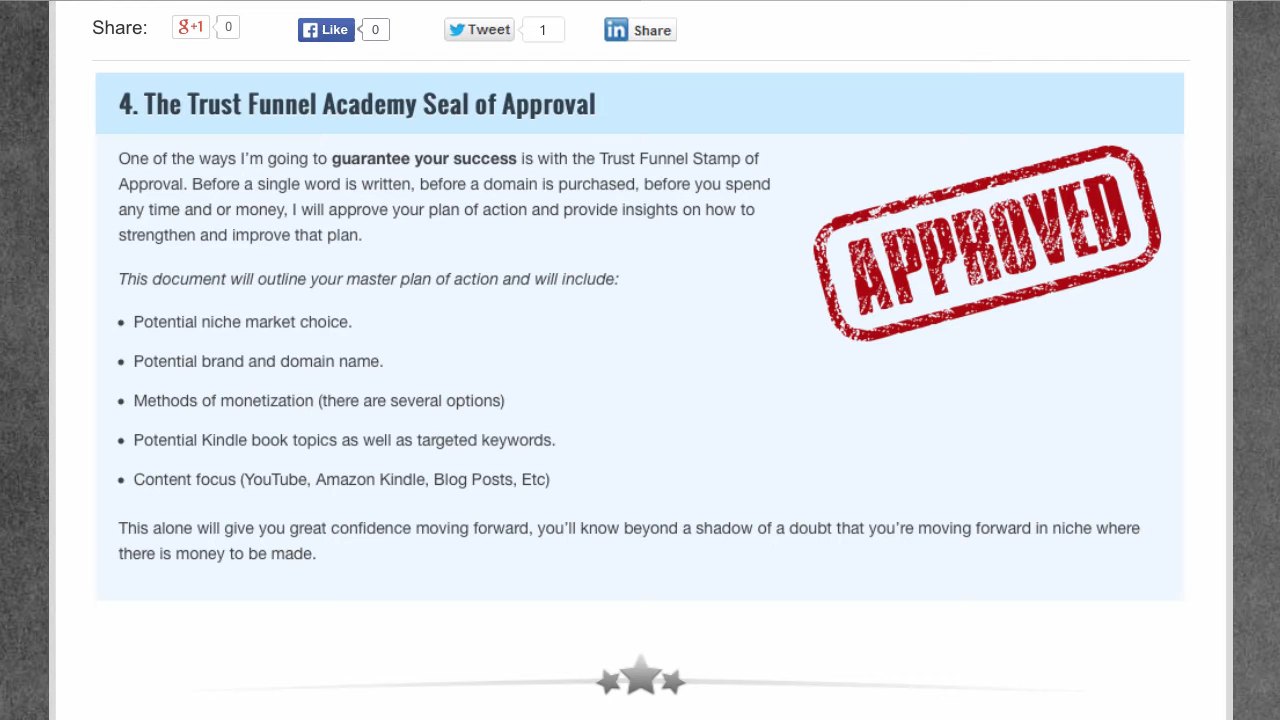 Share: g+1 0 Like 0 Tweet 1 in Share
4. The Trust Funnel Academy Seal of Approval
One of the ways I'm going to guarantee your success is with the Trust Funnel Stamp of
Approval. Before a single word is written, before a domain is purchased, before you spend
any time and or money, I will approve your plan of action and provide insights on how to
strengthen and improve that plan.
APPROVED
This document will outline your master plan of action and will include:
• Potential niche market choice.
• Potential brand and domain name.
• Methods of monetization (there are several options)
• Potential Kindle book topics as well as targeted keywords.
• Content focus (YouTube, Amazon Kindle, Blog Posts, Etc)
This alone will give you great confidence moving forward, you'll know beyond a shadow of a doubt that you're moving forward in niche where
there is money to be made.